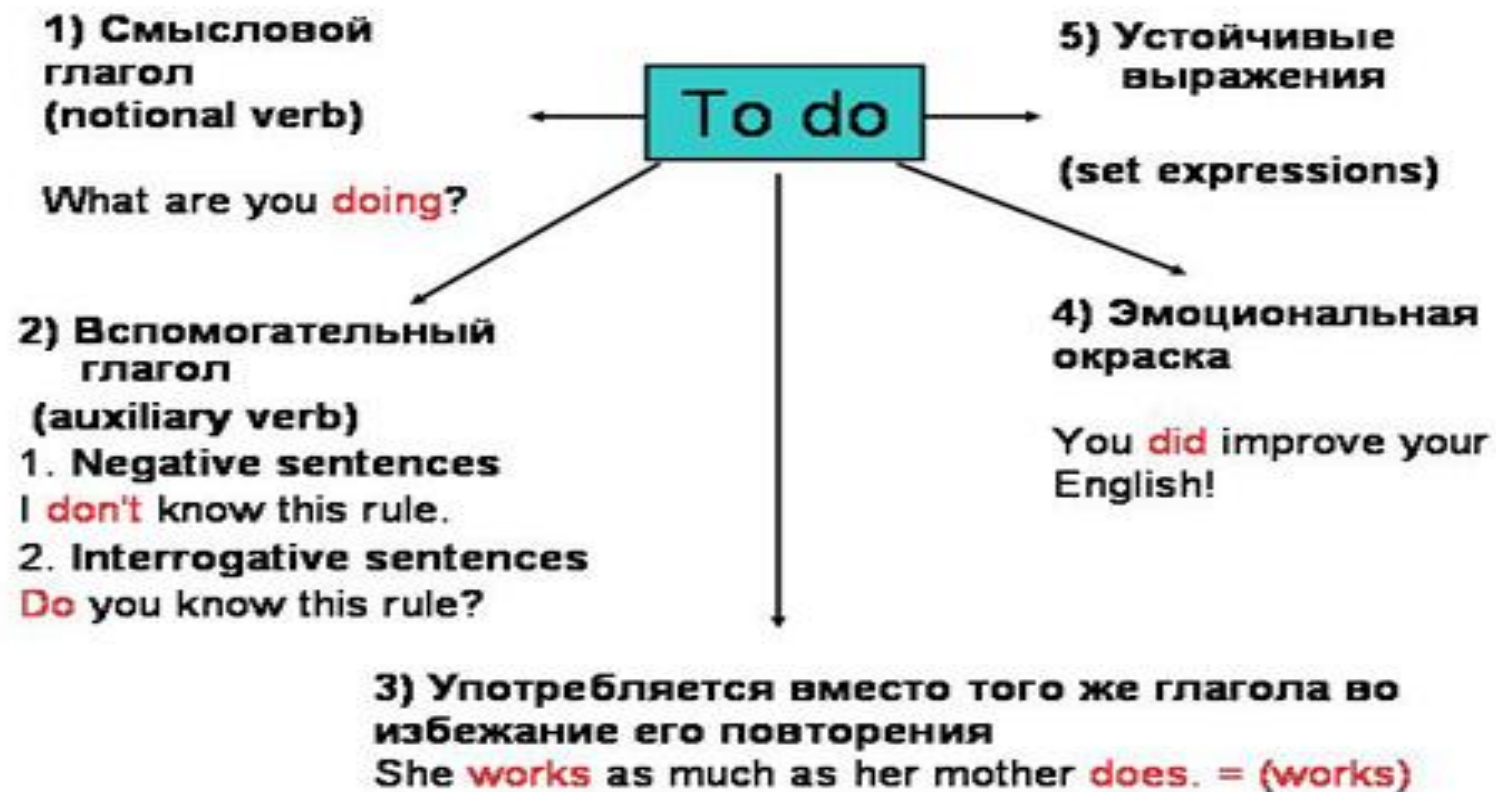 To do
1) Смысловой
глагол
(notional verb)
What are you doing?
2) Вспомогательный
глагол
(auxiliary verb)
1. Negative sentences
I don't know this rule.
2. Interrogative sentences
Do you know this rule?
3) Употребляется вместо того же глагола во
избежание его повторения
She works as much as her mother does. = (works)
4) Эмоциональная
окраска
You did improve your
English!
5) Устойчивые
выражения
(set expressions)